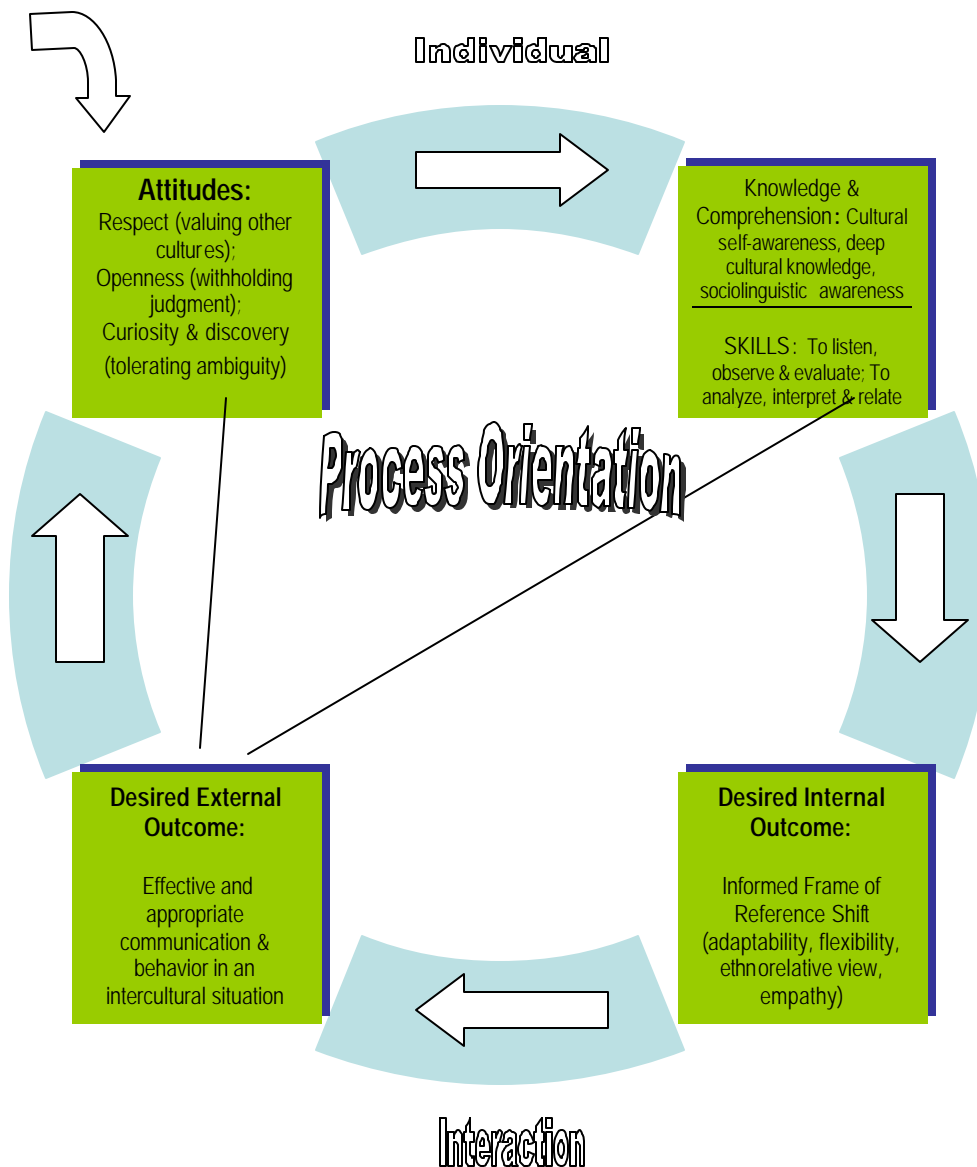 Individual
Attitudes:
Respect (valuing other
cultures);
Openness (withholding
judgment);
Curiosity & discovery
(tolerating ambiguity)
Knowledge &
Comprehension: Cultural
self-awareness, deep
cultural knowledge,
sociolinguistic awareness
SKILLS: To listen,
observe & evaluate; To
analyze, interpret & relate
Process Orientation
Desired External
Outcome:
Effective and
appropriate
communication &
behavior in an
intercultural situation
Desired Internal
Outcome:
Informed Frame of
Reference Shift
(adaptability, flexibility,
ethnorelative view,
empathy)
Interaction